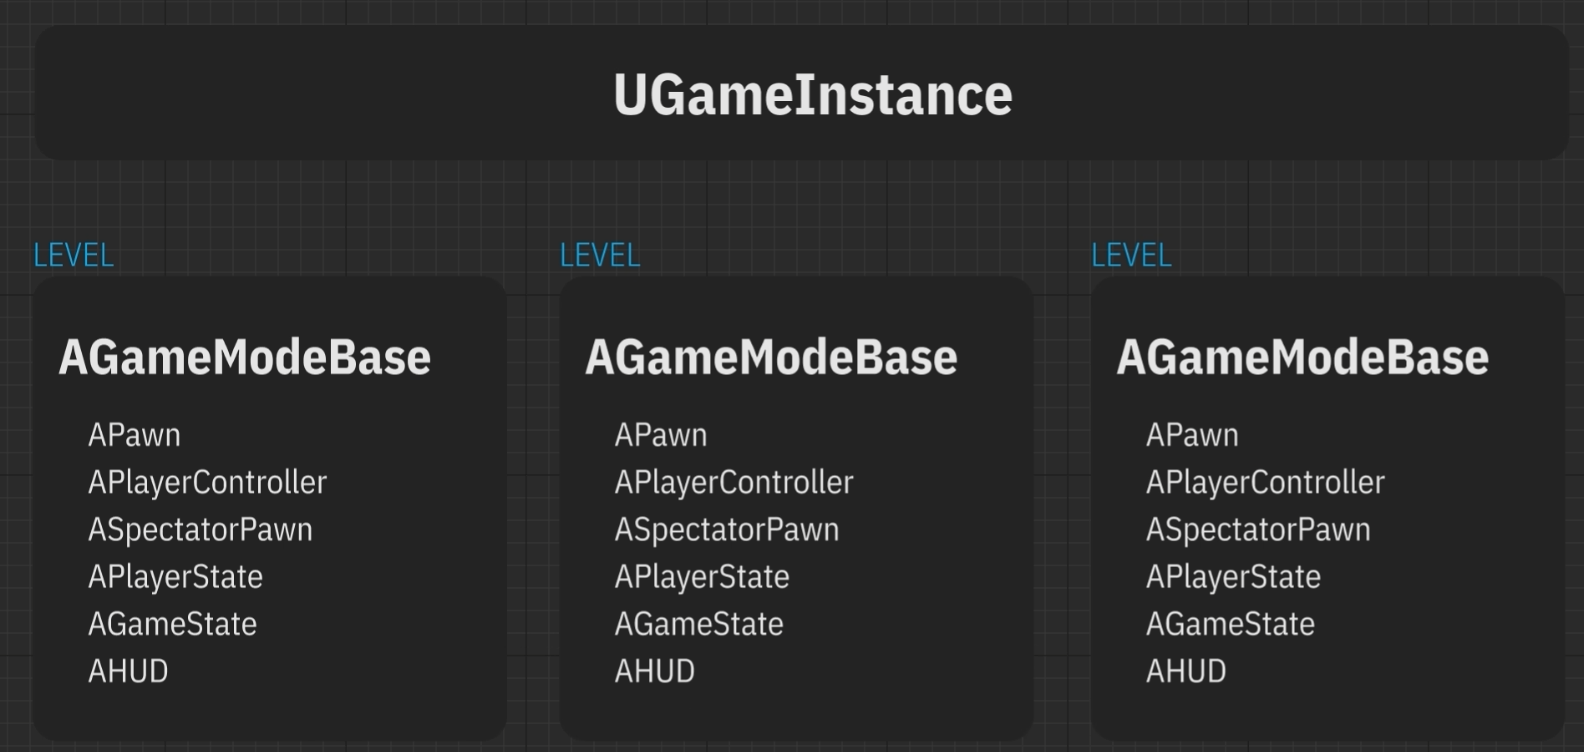 UGameInstance
LEVEL
AGameModeBase
APawn
APlayerController
ASpectatorPawn
APlayerState
AGameState
AHUD
LEVEL
AGameModeBase
APawn
APlayerController
ASpectatorPawn
APlayerState
AGameState
AHUD
LEVEL
AGameModeBase
APawn
APlayerController
ASpectatorPawn
APlayerState
AGameState
AHUD